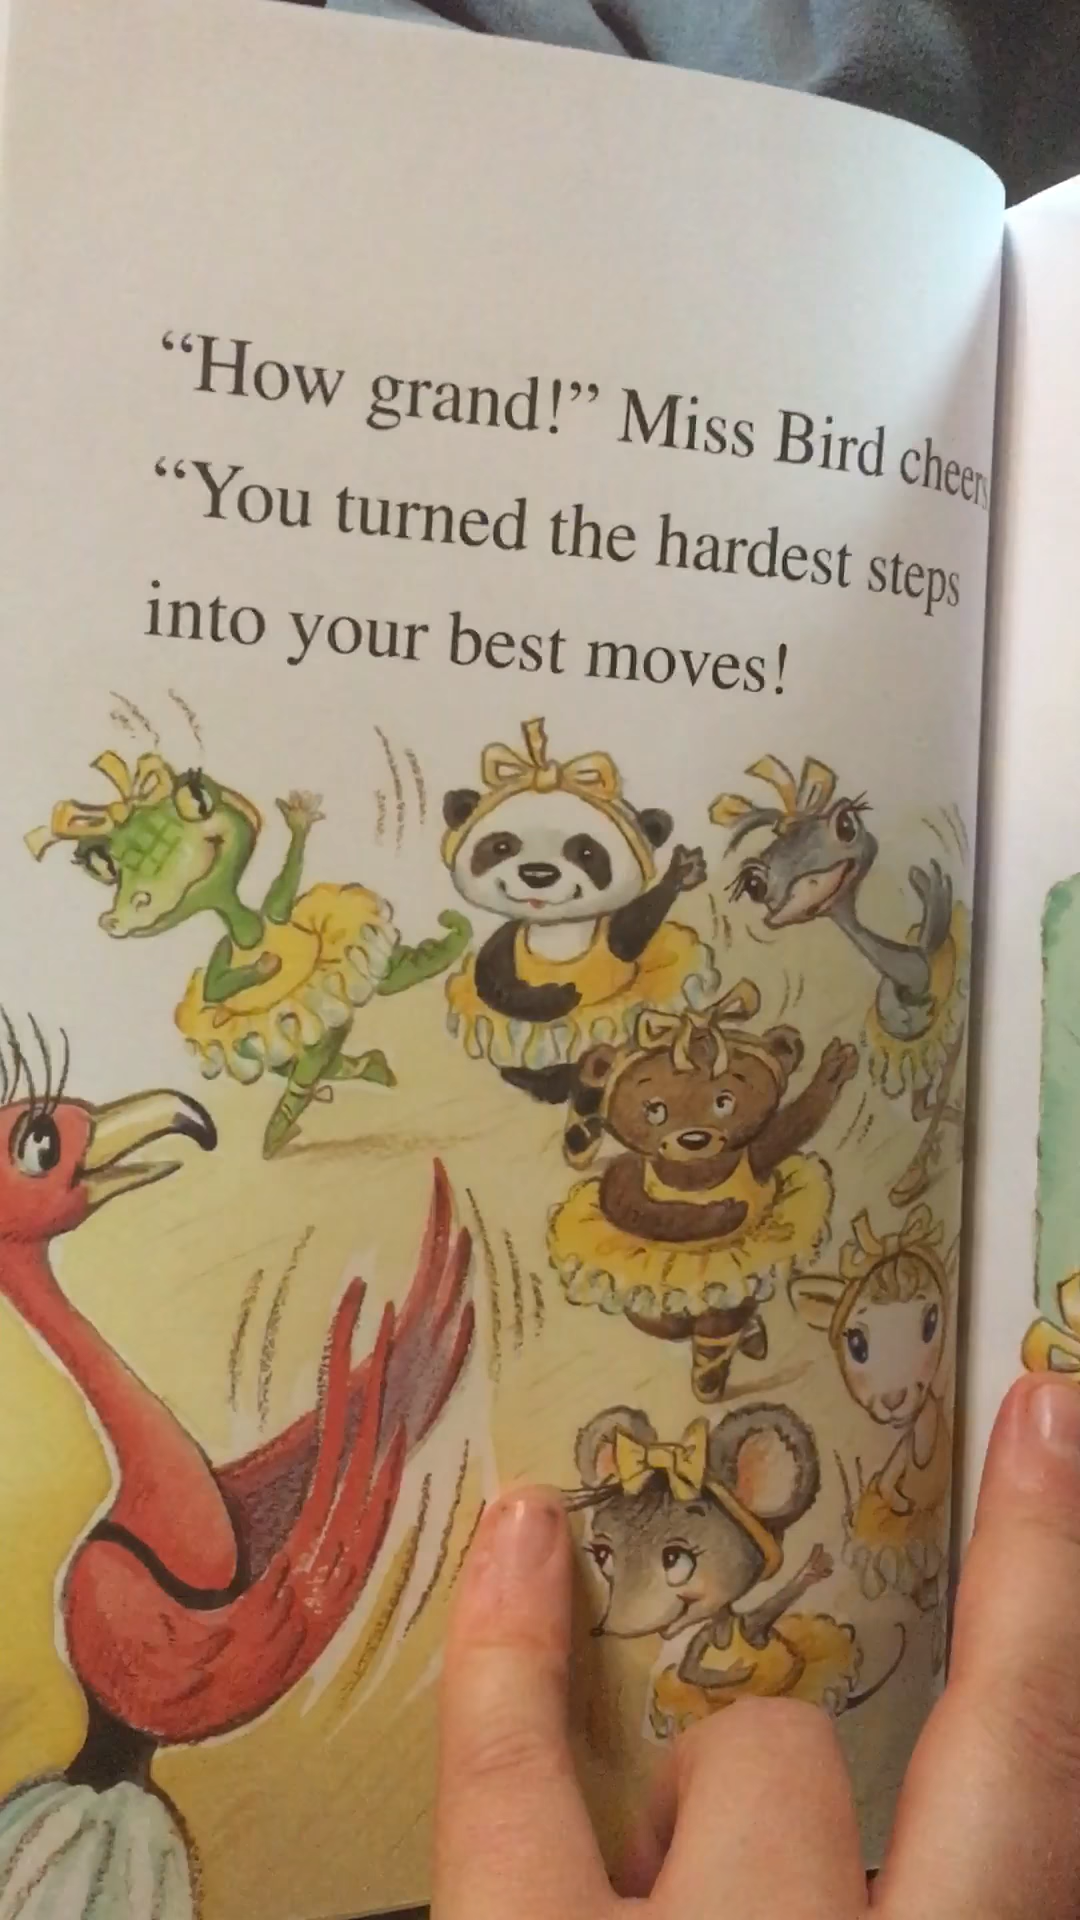 “How grand!” Miss Bird cheers
“You turned the hardest steps
into your best moves!